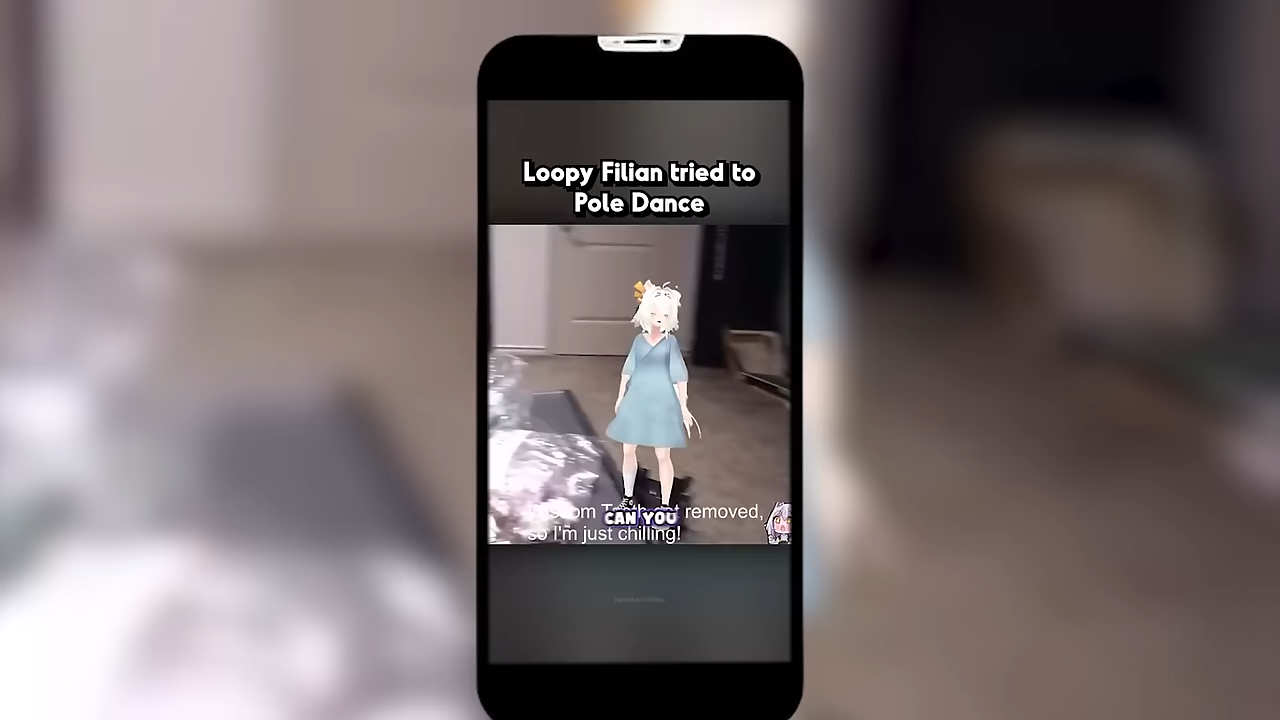 Loopy Filian tried to
Pole Dance
removed,
CAN YOU
so I'm just chilling!